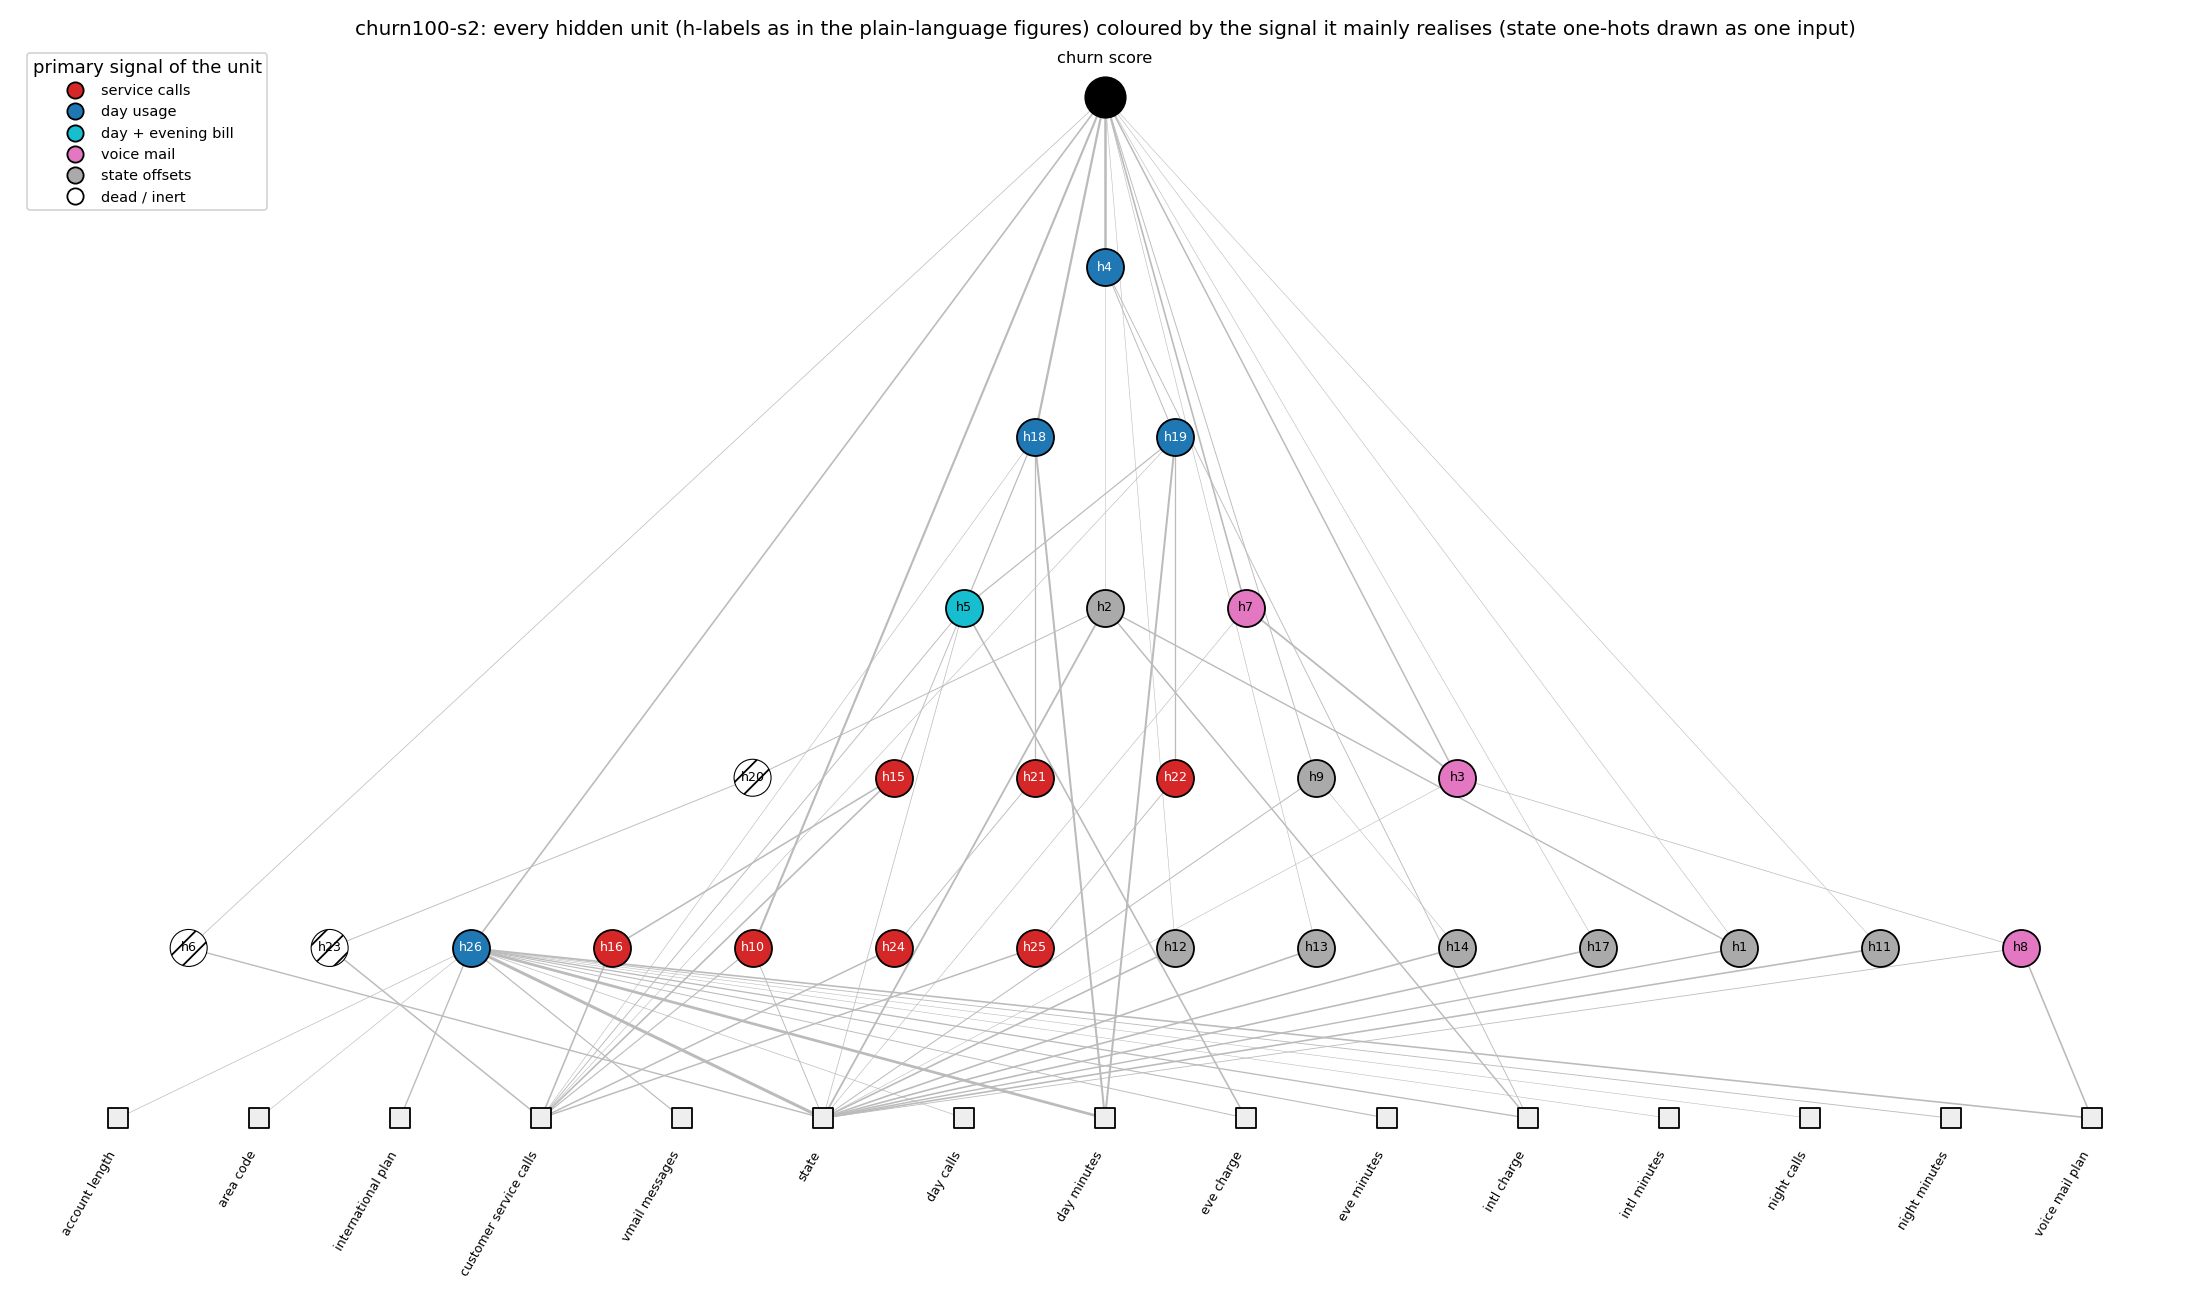 churn100-s2: every hidden unit (h-labels as in the plain-language figures) coloured by the signal it mainly realises (state one-hots drawn as one input)
churn score
primary signal of the unit
service calls
day usage
day + evening bill
voice mail
state offsets
dead / inert
h4
h18
h19
h5
h2
h7
h20
h15
h21
h22
h9
h3
h6
h23
h26
h16
h10
h24
h25
h12
h13
h14
h17
h1
h11
h8
account length
area code
international plan
customer service calls
vmail messages
state
day calls
day minutes
eve charge
eve minutes
intl charge
intl minutes
night calls
night minutes
voice mail plan